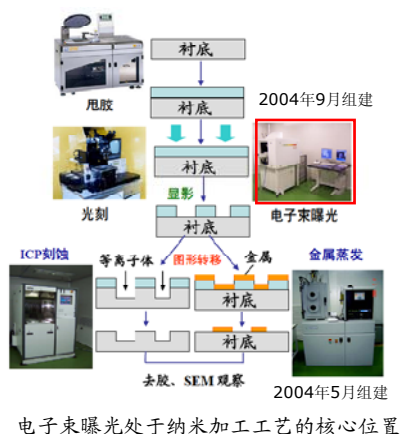 衬底
甩胶
衬底
2004年9月组建
衬底
光刻
显影
电子束曝光
衬底
ICP刻蚀
等离子体
图形转移
金属
金属蒸发
衬底
衬底
衬底
去胶、SEM 观察
2004年5月组建
电子束曝光处于纳米加工工艺的核心位置